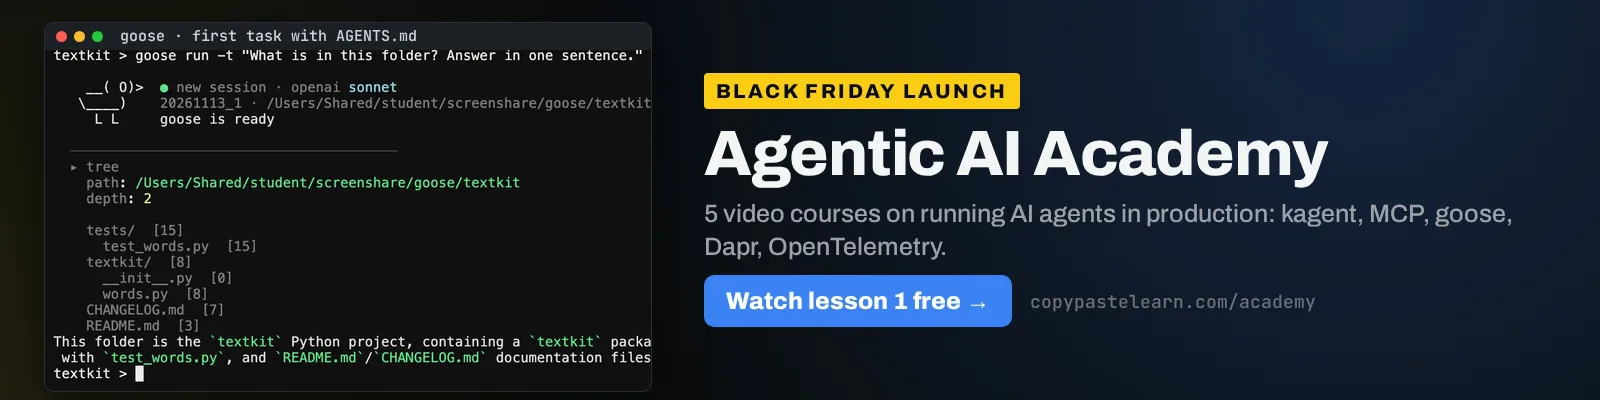 goose · first task with AGENTS.md
textkit > goose run -t "What is in this folder? Answer in one sentence."
__( O)> ● new session · openai sonnet
\____) 20261113_1 · /Users/Shared/student/screenshare/goose/textkit
L L goose is ready
▸ tree
path: /Users/Shared/student/screenshare/goose/textkit
depth: 2
tests/ [15]
test_words.py [15]
textkit/ [8]
__init__.py [0]
words.py [8]
CHANGELOG.md [7]
README.md [3]
This folder is the `textkit` Python project, containing a `textkit` packa
with `test_words.py`, and `README.md`/`CHANGELOG.md` documentation files
textkit >
BLACK FRIDAY LAUNCH
Agentic AI Academy
5 video courses on running AI agents in production: kagent, MCP, goose,
Dapr, OpenTelemetry.
Watch lesson 1 free →
copypastelearn.com/academy